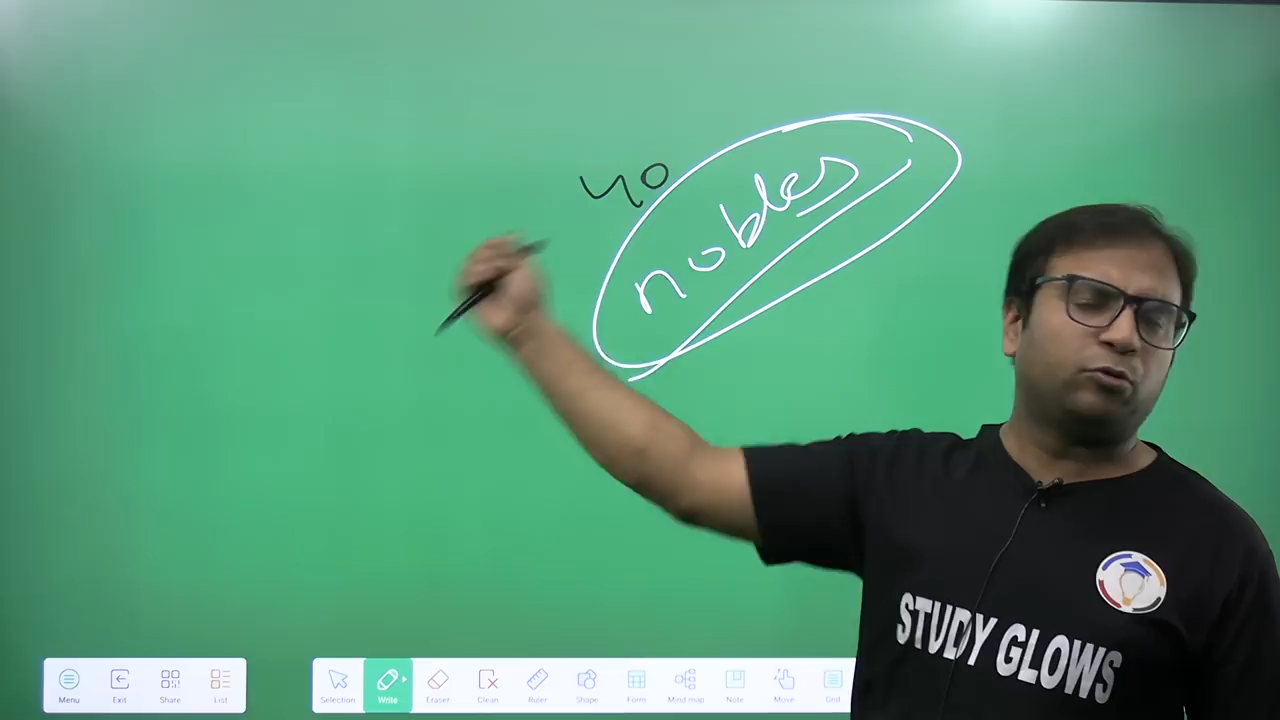 40
nobles
STUDY GLOWS
Menu
Exit
Share
List
Selection
Write
Eraser
Clean
Ruler
Shape
Form
Mind map
Note
Move
Grid